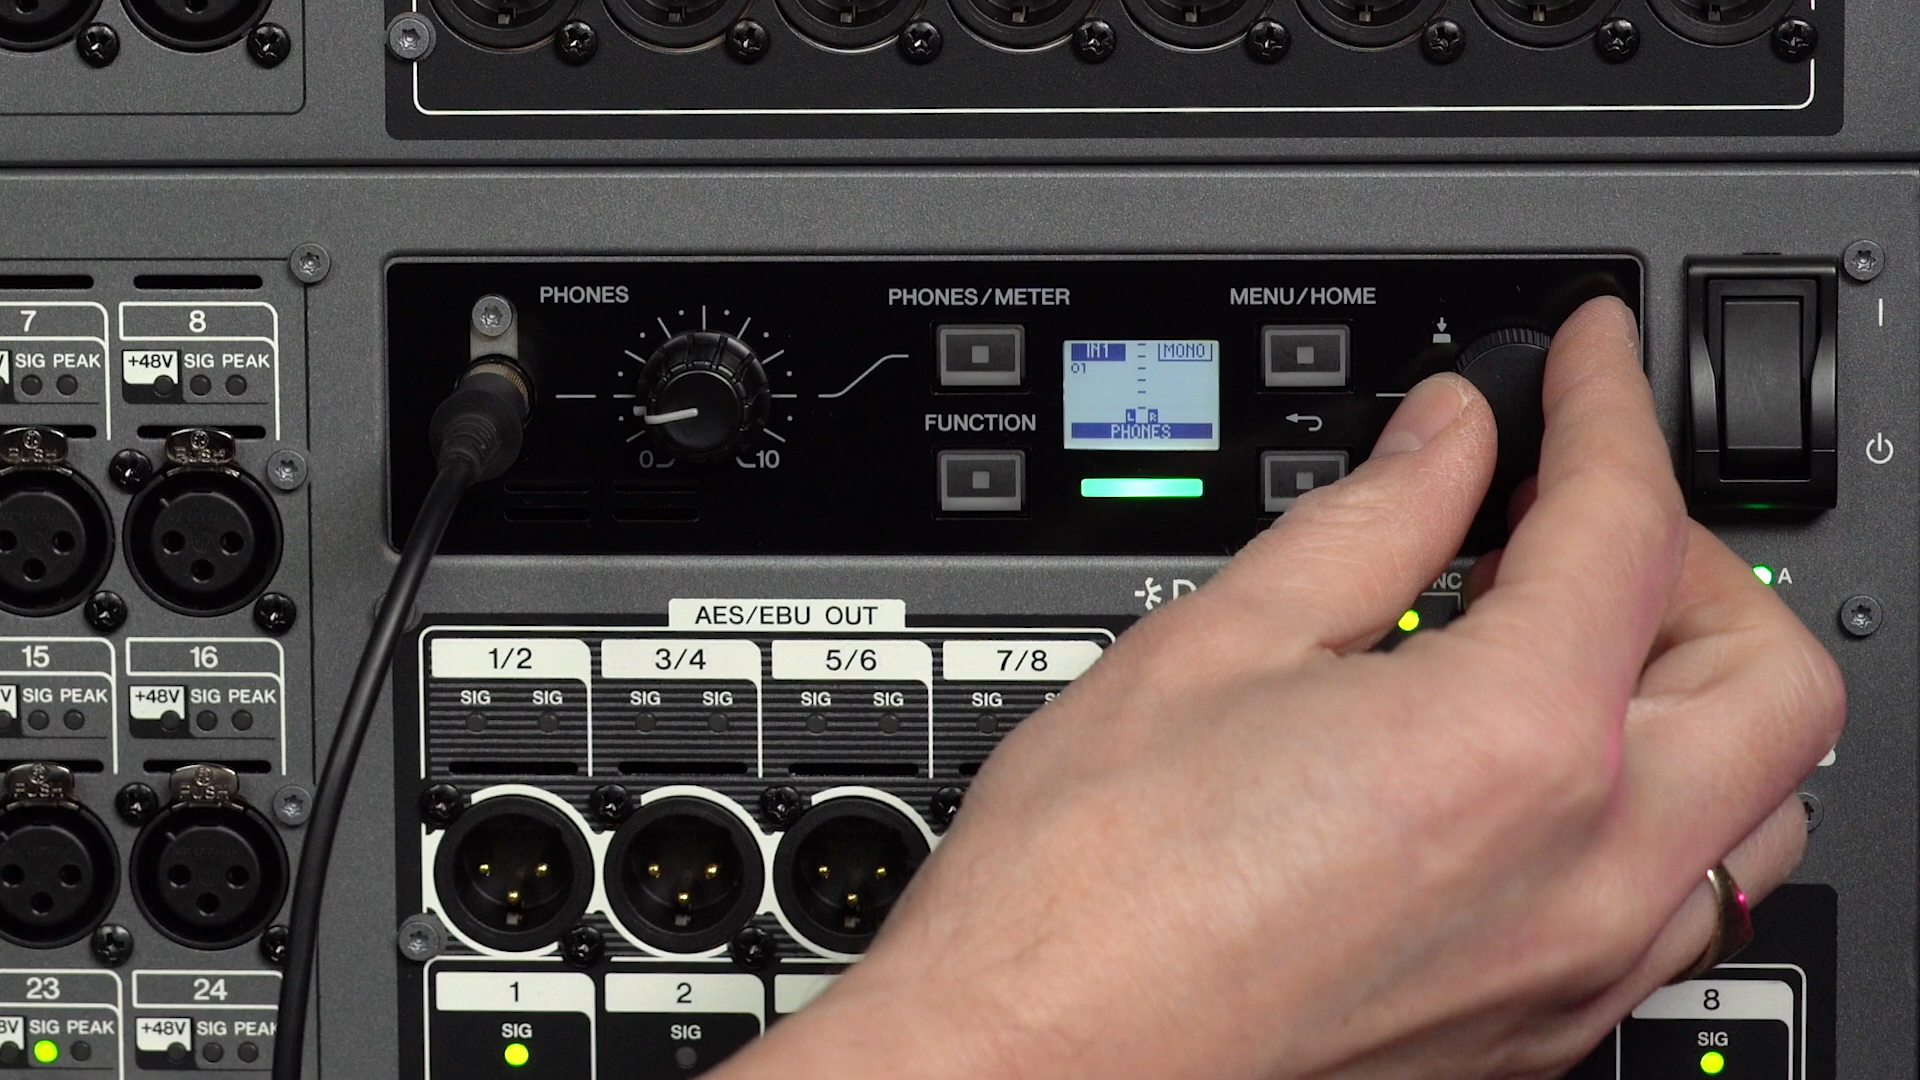 PHONES
0
10
PHONES/METER
FUNCTION
IN1
MONO
01
L R
PHONES
MENU/HOME
A
7
SIG PEAK
8
+48V
SIG PEAK
PUSH
PUSH
15
SIG PEAK
16
+48V
SIG PEAK
PUSH
PUSH
23
SIG PEAK
24
+48V
SIG PEAK
AES/EBU OUT
1/2
SIG SIG
3/4
SIG SIG
5/6
SIG SIG
7/8
SIG
1
SIG
2
SIG
8
SIG